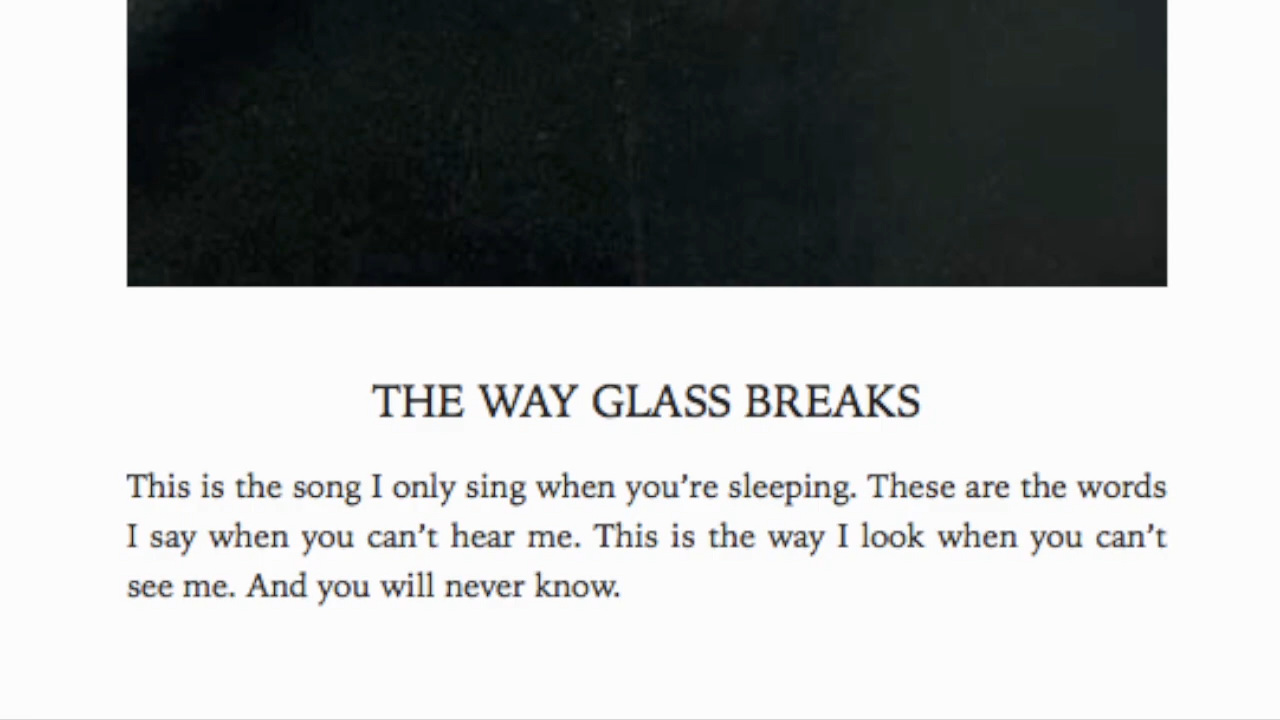 THE WAY GLASS BREAKS
This is the song I only sing when you’re sleeping. These are the words
I say when you can’t hear me. This is the way I look when you can’t
see me. And you will never know.